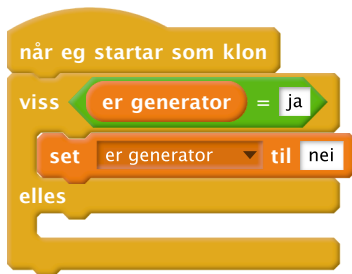 når eg startar som klon
viss er generator = ja
set er generator til nei
elles